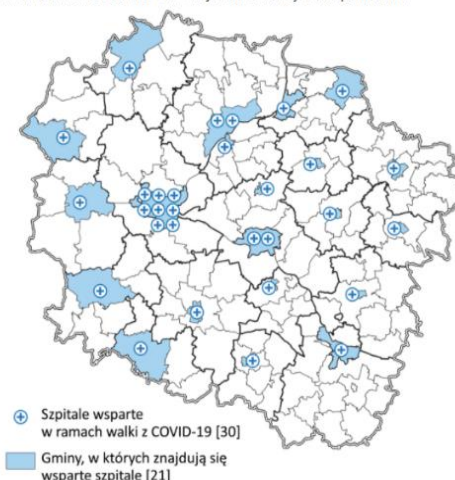 Szpitale wsparte
w ramach walki z COVID-19 [30]
Gminy, w których znajdują się
wsparte szpitale [21]